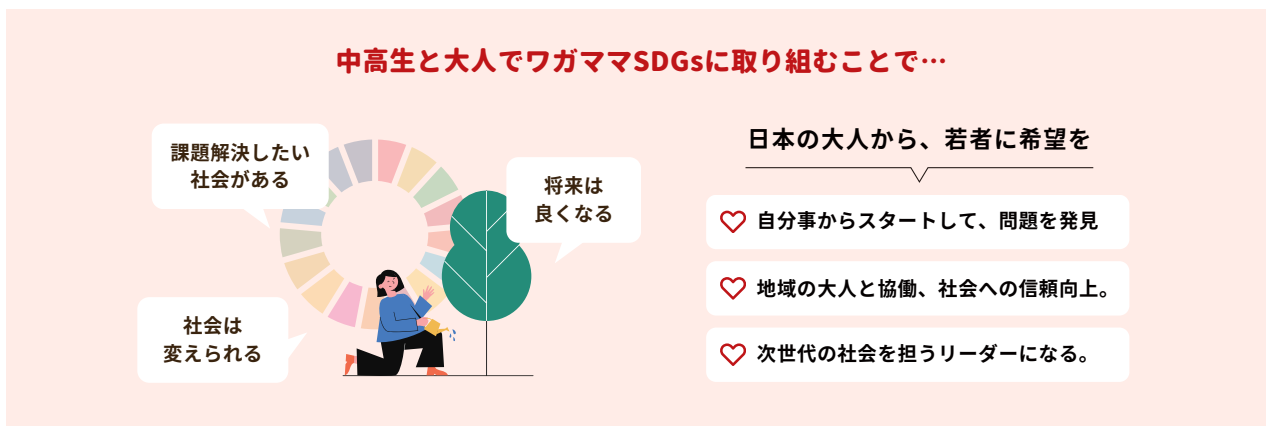 中高生と大人でワガママSDGsに取り組むことで…
課題解決したい
社会がある
将来は
良くなる
社会は
変えられる
日本の大人から、若者に希望を
自分事からスタートして、問題を発見
地域の大人と協働、社会への信頼向上。
次世代の社会を担うリーダーになる。